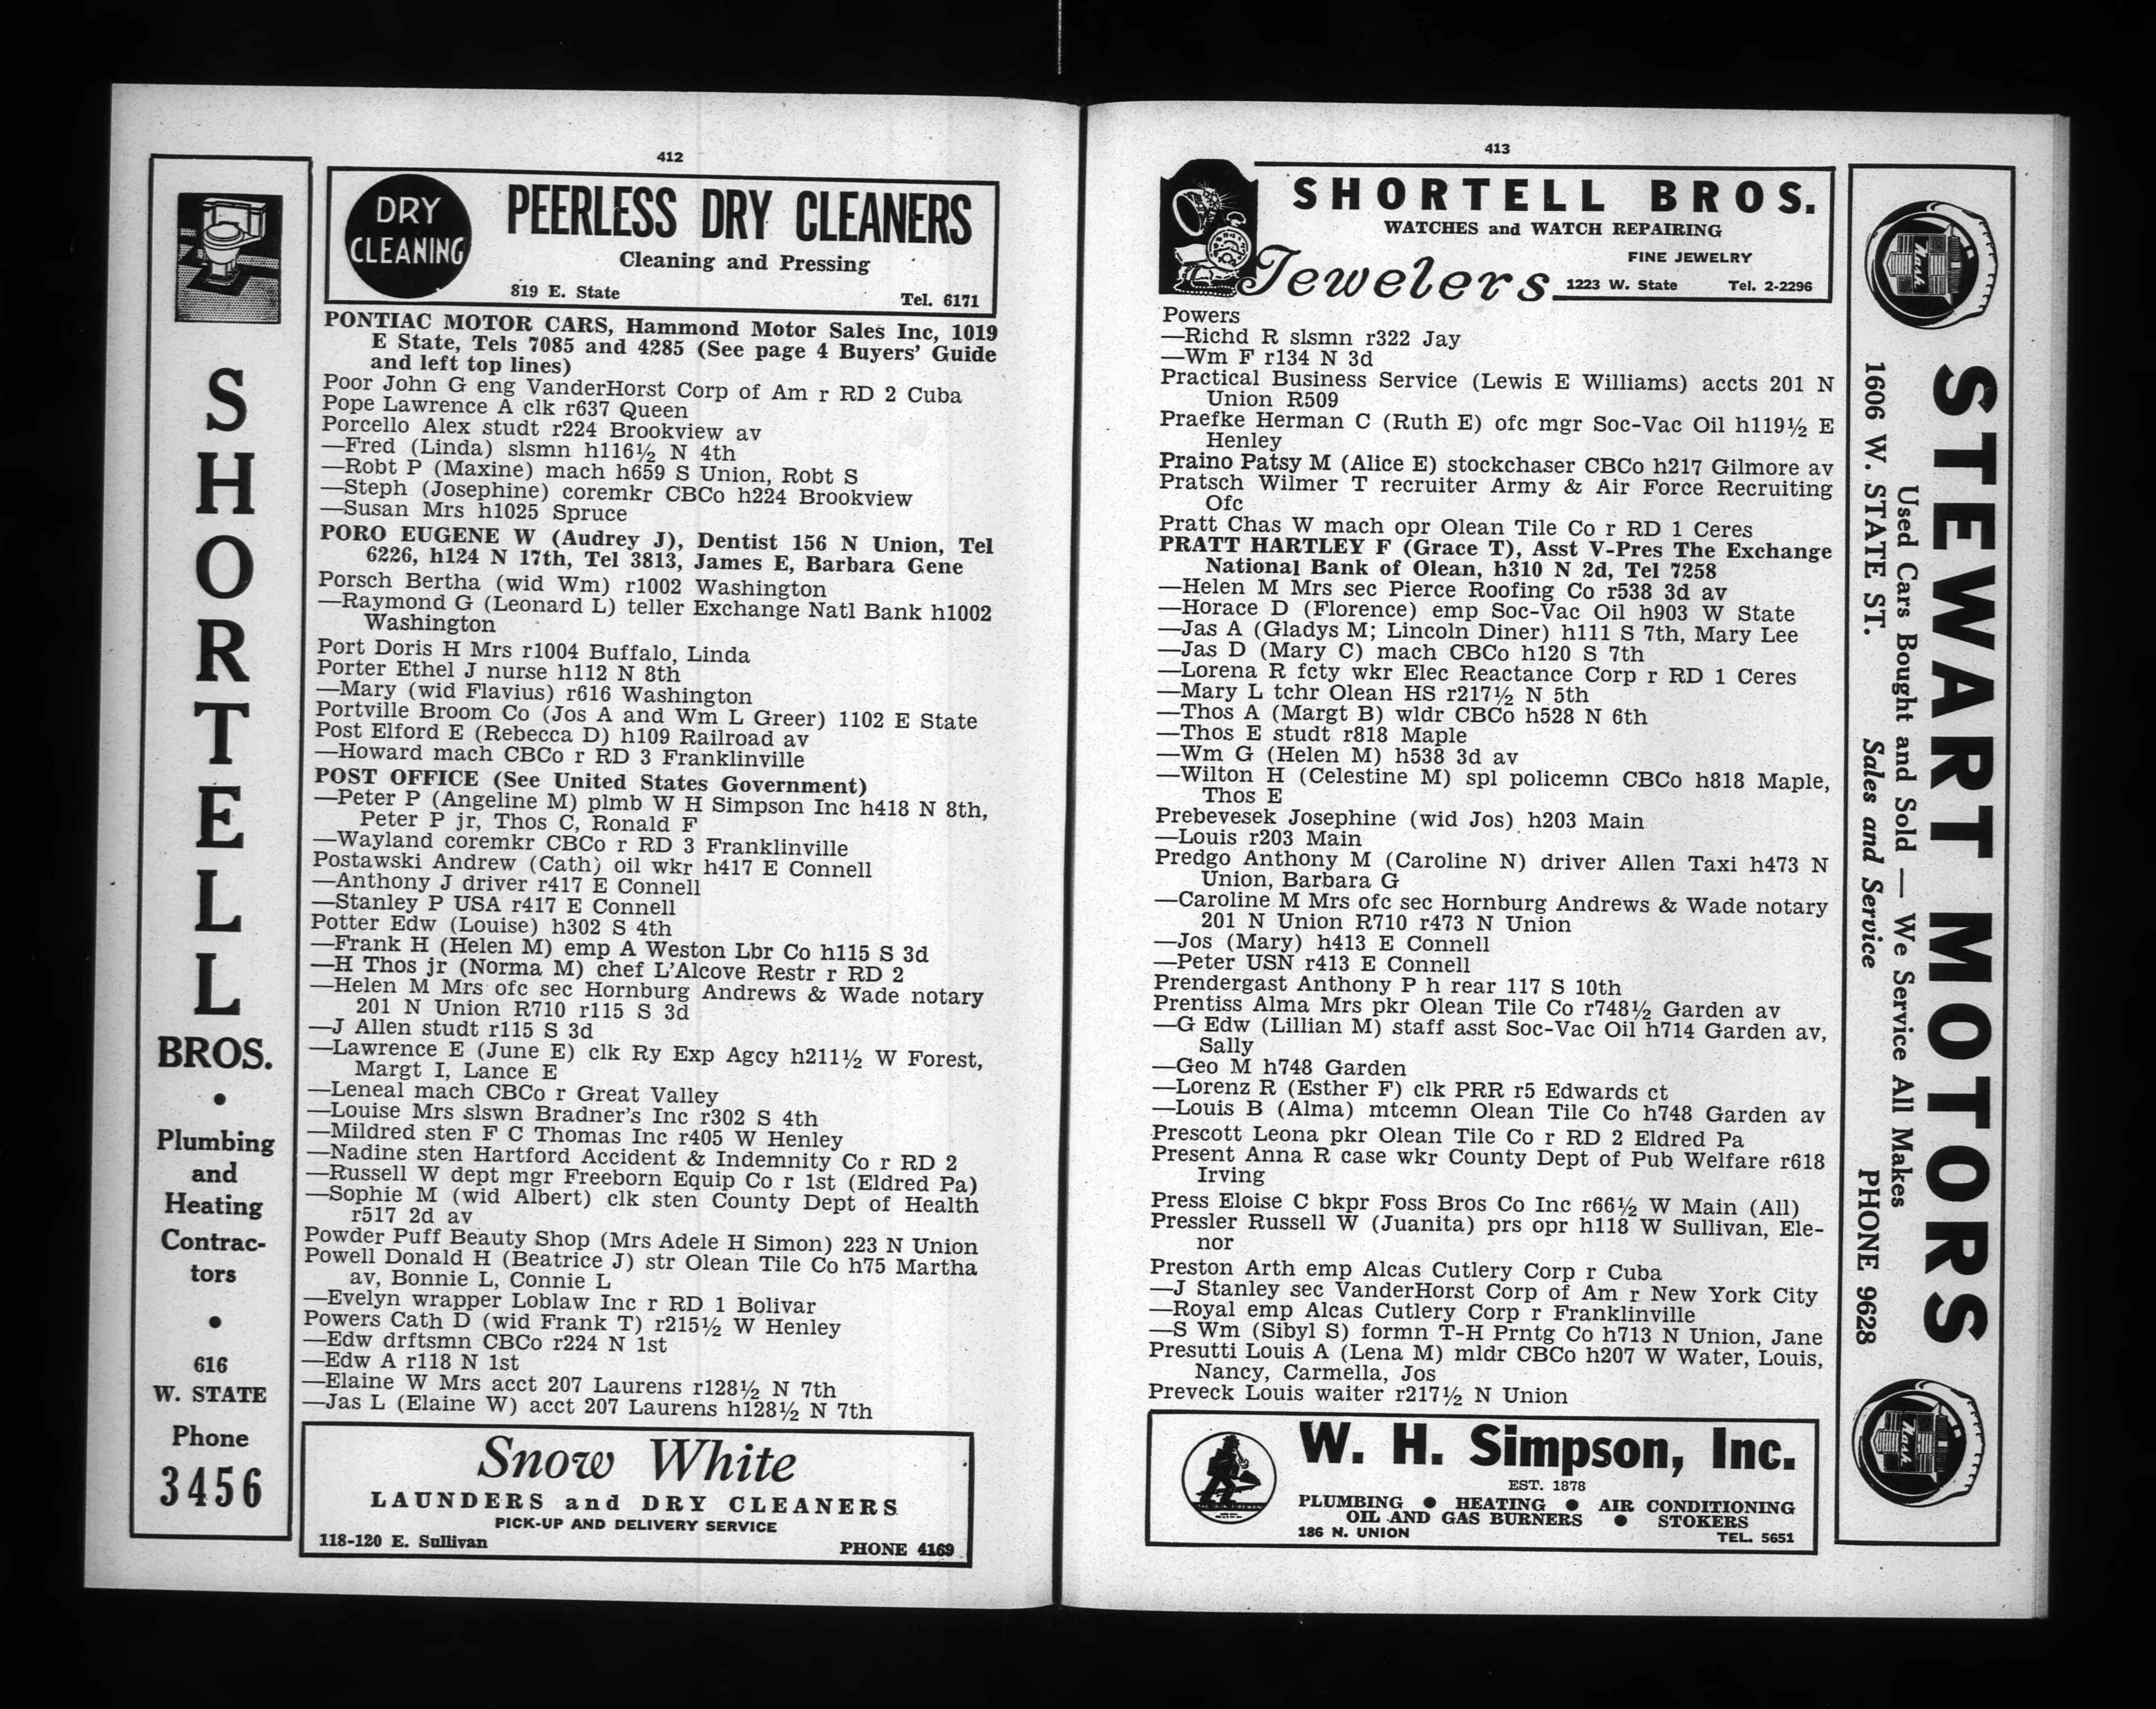 412
S
H
O
R
T
E
L
L
BROS.
•
Plumbing
and
Heating
Contrac-
tors
•
616
W. STATE
Phone
3456
DRY
CLEANING
PEERLESS DRY CLEANERS
Cleaning and Pressing
819 E. State Tel. 6171
PONTIAC MOTOR CARS, Hammond Motor Sales Inc, 1019
E State, Tels 7085 and 4285 (See page 4 Buyers' Guide
and left top lines)
Poor John G eng VanderHorst Corp of Am r RD 2 Cuba
Pope Lawrence A clk r637 Queen
Porcello Alex studt r224 Brookview av
—Fred (Linda) slsmn h116½ N 4th
—Robt P (Maxine) mach h659 S Union, Robt S
—Steph (Josephine) coremkr CBCo h224 Brookview
—Susan Mrs h1025 Spruce
PORO EUGENE W (Audrey J), Dentist 156 N Union, Tel
6226, h124 N 17th, Tel 3813, James E, Barbara Gene
Porsch Bertha (wid Wm) r1002 Washington
—Raymond G (Leonard L) teller Exchange Natl Bank h1002
Washington
Port Doris H Mrs r1004 Buffalo, Linda
Porter Ethel J nurse h112 N 8th
—Mary (wid Flavius) r616 Washington
Portville Broom Co (Jos A and Wm L Greer) 1102 E State
Post Elford E (Rebecca D) h109 Railroad av
—Howard mach CBCo r RD 3 Franklinville
POST OFFICE (See United States Government)
—Peter P (Angeline M) plmb W H Simpson Inc h418 N 8th,
Peter P jr, Thos C, Ronald F
—Wayland coremkr CBCo r RD 3 Franklinville
Postawski Andrew (Cath) oil wkr h417 E Connell
—Anthony J driver r417 E Connell
—Stanley P USA r417 E Connell
Potter Edw (Louise) h302 S 4th
—Frank H (Helen M) emp A Weston Lbr Co h115 S 3d
—H Thos jr (Norma M) chef L'Alcove Restr r RD 2
—Helen M Mrs ofc sec Hornburg Andrews & Wade notary
201 N Union R710 r115 S 3d
—J Allen studt r115 S 3d
—Lawrence E (June E) clk Ry Exp Agcy h211½ W Forest,
Margt I, Lance E
—Leneal mach CBCo r Great Valley
—Louise Mrs slswn Bradner's Inc r302 S 4th
—Mildred sten F C Thomas Inc r405 W Henley
—Nadine sten Hartford Accident & Indemnity Co r RD 2
—Russell W dept mgr Freeborn Equip Co r 1st (Eldred Pa)
—Sophie M (wid Albert) clk sten County Dept of Health
r517 2d av
Powder Puff Beauty Shop (Mrs Adele H Simon) 223 N Union
Powell Donald H (Beatrice J) str Olean Tile Co h75 Martha
av, Bonnie L, Connie L
—Evelyn wrapper Loblaw Inc r RD 1 Bolivar
Powers Cath D (wid Frank T) r215½ W Henley
—Edw drftsmn CBCo r224 N 1st
—Edw A r118 N 1st
—Elaine W Mrs acct 207 Laurens r128½ N 7th
—Jas L (Elaine W) acct 207 Laurens h128½ N 7th
Snow White
LAUNDERS and DRY CLEANERS
PICK-UP AND DELIVERY SERVICE
118-120 E. Sullivan PHONE 4169
413
SHORTELL BROS.
WATCHES and WATCH REPAIRING
FINE JEWELRY
Jewelers 1223 W. State Tel. 2-2296
Powers
—Richd R slsmn r322 Jay
—Wm F r134 N 3d
Practical Business Service (Lewis E Williams) accts 201 N
Union R509
Praefke Herman C (Ruth E) ofc mgr Soc-Vac Oil h119½ E
Henley
Praino Patsy M (Alice E) stockchaser CBCo h217 Gilmore av
Pratsch Wilmer T recruiter Army & Air Force Recruiting
Ofc
Pratt Chas W mach opr Olean Tile Co r RD 1 Ceres
PRATT HARTLEY F (Grace T), Asst V-Pres The Exchange
National Bank of Olean, h310 N 2d, Tel 7258
—Helen M Mrs sec Pierce Roofing Co r538 3d av
—Horace D (Florence) emp Soc-Vac Oil h903 W State
—Jas A (Gladys M; Lincoln Diner) h111 S 7th, Mary Lee
—Jas D (Mary C) mach CBCo h120 S 7th
—Lorena R fcty wkr Elec Reactance Corp r RD 1 Ceres
—Mary L tchr Olean HS r217½ N 5th
—Thos A (Margt B) wldr CBCo h528 N 6th
—Thos E studt r818 Maple
—Wm G (Helen M) h538 3d av
—Wilton H (Celestine M) spl policemn CBCo h818 Maple,
Thos E
Prebevesek Josephine (wid Jos) h203 Main
—Louis r203 Main
Predgo Anthony M (Caroline N) driver Allen Taxi h473 N
Union, Barbara G
—Caroline M Mrs ofc sec Hornburg Andrews & Wade notary
201 N Union R710 r473 N Union
—Jos (Mary) h413 E Connell
—Peter USN r413 E Connell
Prendergast Anthony P h rear 117 S 10th
Prentiss Alma Mrs pkr Olean Tile Co r748½ Garden av
—G Edw (Lillian M) staff asst Soc-Vac Oil h714 Garden av,
Sally
—Geo M h748 Garden
—Lorenz R (Esther F) clk PRR r5 Edwards ct
—Louis B (Alma) mtcemn Olean Tile Co h748 Garden av
Prescott Leona pkr Olean Tile Co r RD 2 Eldred Pa
Present Anna R case wkr County Dept of Pub Welfare r618
Irving
Press Eloise C bkpr Foss Bros Co Inc r66½ W Main (All)
Pressler Russell W (Juanita) prs opr h118 W Sullivan, Ele-
nor
Preston Arth emp Alcas Cutlery Corp r Cuba
—J Stanley sec VanderHorst Corp of Am r New York City
—Royal emp Alcas Cutlery Corp r Franklinville
—S Wm (Sibyl S) formn T-H Prntg Co h713 N Union, Jane
Presutti Louis A (Lena M) mldr CBCo h207 W Water, Louis,
Nancy, Carmella, Jos
Preveck Louis waiter r217½ N Union
W. H. Simpson, Inc.
EST. 1878
PLUMBING ● HEATING ● AIR CONDITIONING
OIL AND GAS BURNERS ● STOKERS
186 N. UNION TEL. 5651
Nash
STEWART MOTORS
Used Cars Bought and Sold — We Service All Makes
1606 W. STATE ST. Sales and Service PHONE 9628
Nash